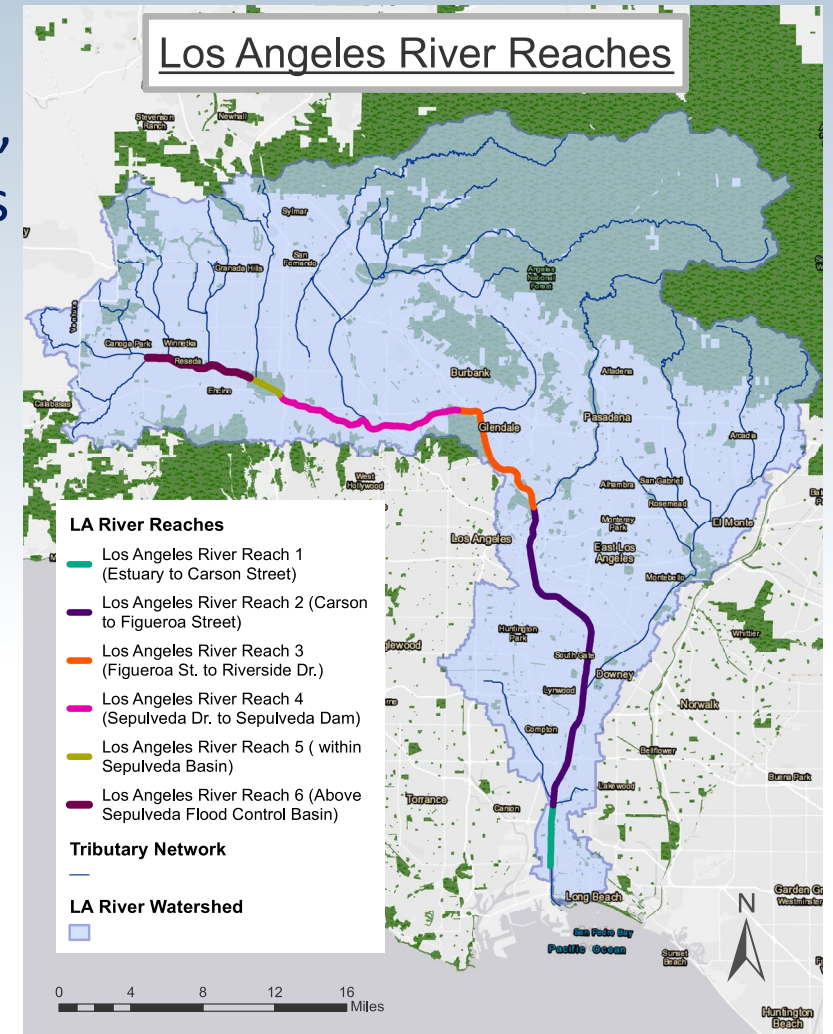 Los Angeles River Reaches
,
s
Stevenson
Ranch
Newhall
y
Sylmar
San
Fernando
Granada Hills
Angeles
National
Forest
Canoga Park
Winnetka
Reseda
Encino
Calabasas
Burbank
Altadena
Glendale
Pasadena
Arcadia
West
Hollywood
Alhambra
San Gabriel
Rosemead
El Monte
Los Angeles
Monterey
Park
East Los
Angeles
Montebello
Huntington
Park
glewood
Whittier
South Gate
Downey
Lynwood
Norwalk
Compton
Bellflower
Buena Park
Lakewood
Torrance
Carson
Long Beach
Garden Gr
Westminster
San Pedro Bay
Pacific Ocean
Sunset
Beach
Huntington
Beach
N
LA River Reaches
Los Angeles River Reach 1
(Estuary to Carson Street)
Los Angeles River Reach 2 (Carson
to Figueroa Street)
Los Angeles River Reach 3
(Figueroa St. to Riverside Dr.)
Los Angeles River Reach 4
(Sepulveda Dr. to Sepulveda Dam)
Los Angeles River Reach 5 ( within
Sepulveda Basin)
Los Angeles River Reach 6 (Above
Sepulveda Flood Control Basin)
Tributary Network
LA River Watershed
0 4 8 12 16
Miles